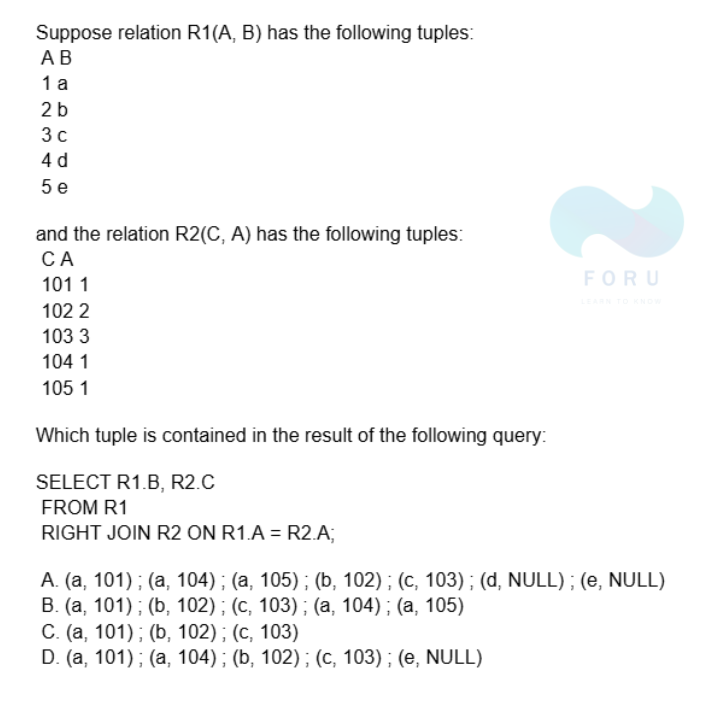 Suppose relation R1(A, B) has the following tuples:
A B
1 a
2 b
3 c
4 d
5 e
and the relation R2(C, A) has the following tuples:
C A
101 1
102 2
103 3
104 1
105 1
FORU
LEARN TO KNOW
Which tuple is contained in the result of the following query:
SELECT R1.B, R2.C
FROM R1
RIGHT JOIN R2 ON R1.A = R2.A;
A. (a, 101) ; (a, 104) ; (a, 105) ; (b, 102) ; (c, 103) ; (d, NULL) ; (e, NULL)
B. (a, 101) ; (b, 102) ; (c, 103) ; (a, 104) ; (a, 105)
C. (a, 101) ; (b, 102) ; (c, 103)
D. (a, 101) ; (a, 104) ; (b, 102) ; (c, 103) ; (e, NULL)